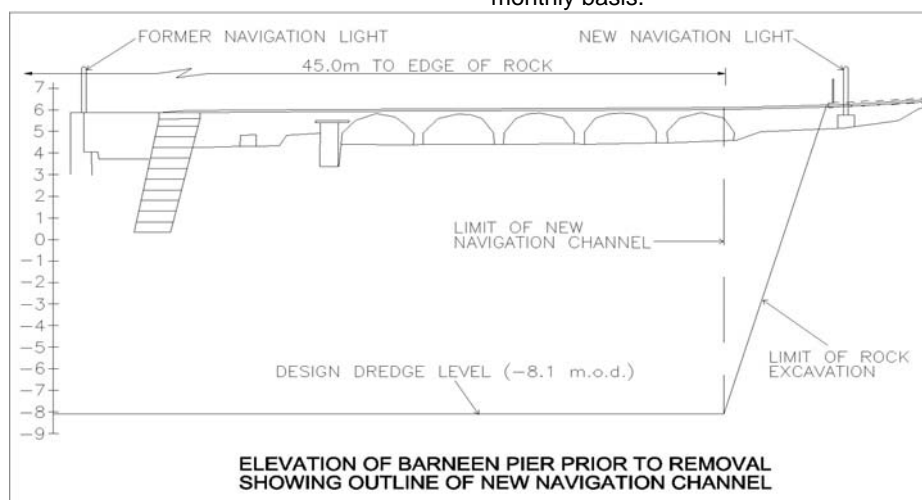 monthly basis.
FORMER NAVIGATION LIGHT
NEW NAVIGATION LIGHT
45.0m TO EDGE OF ROCK
7
6
5
4
3
2
1
0
-1
-2
-3
-4
-5
-6
-7
-8
-9
LIMIT OF NEW
NAVIGATION CHANNEL
LIMIT OF ROCK
EXCAVATION
DESIGN DREDGE LEVEL (-8.1 m.o.d.)
ELEVATION OF BARNEEN PIER PRIOR TO REMOVAL
SHOWING OUTLINE OF NEW NAVIGATION CHANNEL